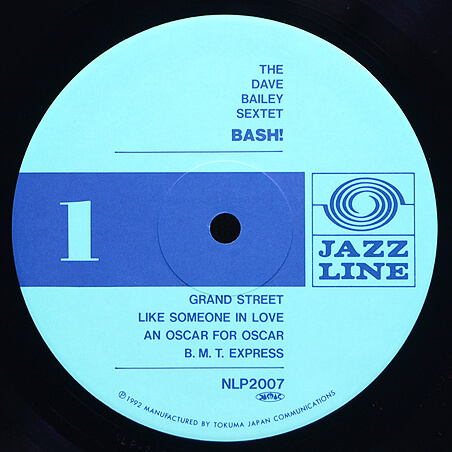 THE
DAVE
BAILEY
SEXTET
BASH!
1
JAZZ
LINE
GRAND STREET
LIKE SOMEONE IN LOVE
AN OSCAR FOR OSCAR
B. M. T. EXPRESS
NLP2007
℗1992 MANUFACTURED BY TOKUMA JAPAN COMMUNICATIONS